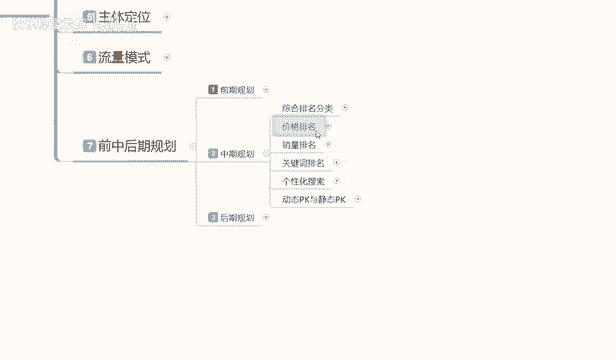 5 主体定位
6 流量模式
7 前中后期规划
1 前期规划
2 中期规划
综合排名分类
价格排名
销量排名
关键词排名
个性化搜索
动态PK与静态PK
3 后期规划